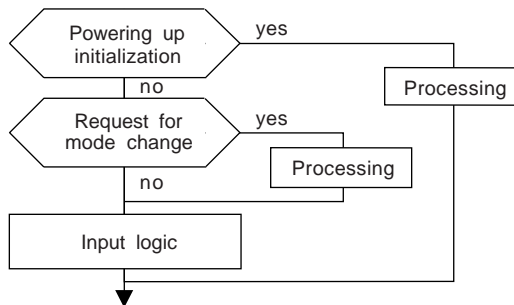 Powering up
initialization
yes
Processing
no
Request for
mode change
yes
Processing
no
Input logic